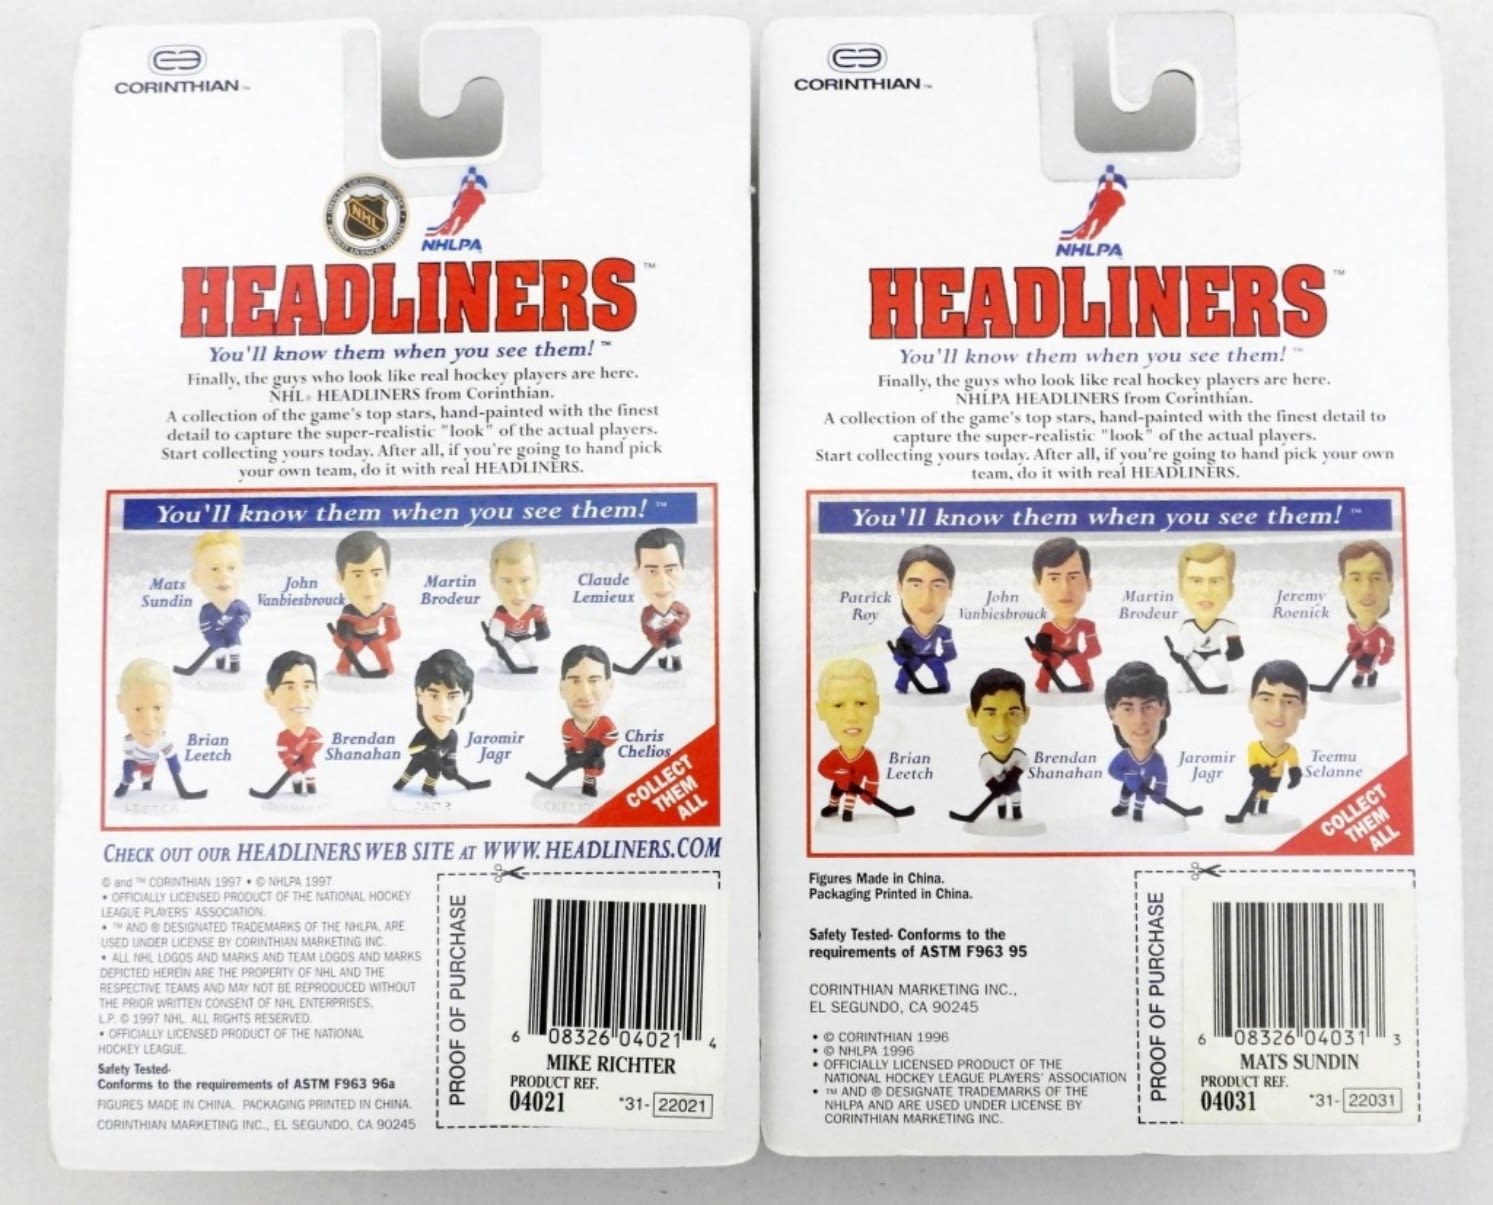 CORINTHIAN™
NHL
NHLPA
HEADLINERS™
You'll know them when you see them!™
Finally, the guys who look like real hockey players are here.
NHL® HEADLINERS from Corinthian.
A collection of the game's top stars, hand-painted with the finest
detail to capture the super-realistic "look" of the actual players.
Start collecting yours today. After all, if you're going to hand pick
your own team, do it with real HEADLINERS.
You'll know them when you see them!™
Mats
Sundin
John
Vanbiesbrouck
Martin
Brodeur
Claude
Lemieux
Brian
Leetch
Brendan
Shanahan
Jaromir
Jagr
Chris
Chelios
COLLECT
THEM
ALL
CHECK OUT OUR HEADLINERS WEB SITE AT WWW.HEADLINERS.COM
© and ™ CORINTHIAN 1997 • © NHLPA 1997
• OFFICIALLY LICENSED PRODUCT OF THE NATIONAL HOCKEY
LEAGUE PLAYERS' ASSOCIATION.
• ™ AND ® DESIGNATED TRADEMARKS OF THE NHLPA, ARE
USED UNDER LICENSE BY CORINTHIAN MARKETING INC.
• ALL NHL LOGOS AND MARKS AND TEAM LOGOS AND MARKS
DEPICTED HEREIN ARE THE PROPERTY OF NHL AND THE
RESPECTIVE TEAMS AND MAY NOT BE REPRODUCED WITHOUT
THE PRIOR WRITTEN CONSENT OF NHL ENTERPRISES,
L.P. © 1997 NHL. ALL RIGHTS RESERVED.
• OFFICIALLY LICENSED PRODUCT OF THE NATIONAL
HOCKEY LEAGUE.
Safety Tested-
Conforms to the requirements of ASTM F963 96a
FIGURES MADE IN CHINA. PACKAGING PRINTED IN CHINA.
CORINTHIAN MARKETING INC., EL SEGUNDO, CA 90245
PROOF OF PURCHASE
6 08326 04021 4
MIKE RICHTER
PRODUCT REF.
04021 *31- 22021
CORINTHIAN™
NHLPA
HEADLINERS™
You'll know them when you see them!™
Finally, the guys who look like real hockey players are here.
NHLPA HEADLINERS from Corinthian.
A collection of the game's top stars, hand-painted with the finest detail to
capture the super-realistic "look" of the actual players.
Start collecting yours today. After all, if you're going to hand pick your own
team, do it with real HEADLINERS.
You'll know them when you see them!™
Patrick
Roy
John
Vanbiesbrouck
Martin
Brodeur
Jeremy
Roenick
Brian
Leetch
Brendan
Shanahan
Jaromir
Jagr
Teemu
Selanne
COLLECT
THEM
ALL
Figures Made in China.
Packaging Printed in China.
Safety Tested- Conforms to the
requirements of ASTM F963 95
CORINTHIAN MARKETING INC.,
EL SEGUNDO, CA 90245
• © CORINTHIAN 1996
• © NHLPA 1996
• OFFICIALLY LICENSED PRODUCT OF THE
NATIONAL HOCKEY LEAGUE PLAYERS' ASSOCIATION
• ™ AND ® DESIGNATE TRADEMARKS OF THE
NHLPA AND ARE USED UNDER LICENSE BY
CORINTHIAN MARKETING INC.
PROOF OF PURCHASE
6 08326 04031 3
MATS SUNDIN
PRODUCT REF.
04031 *31- 22031